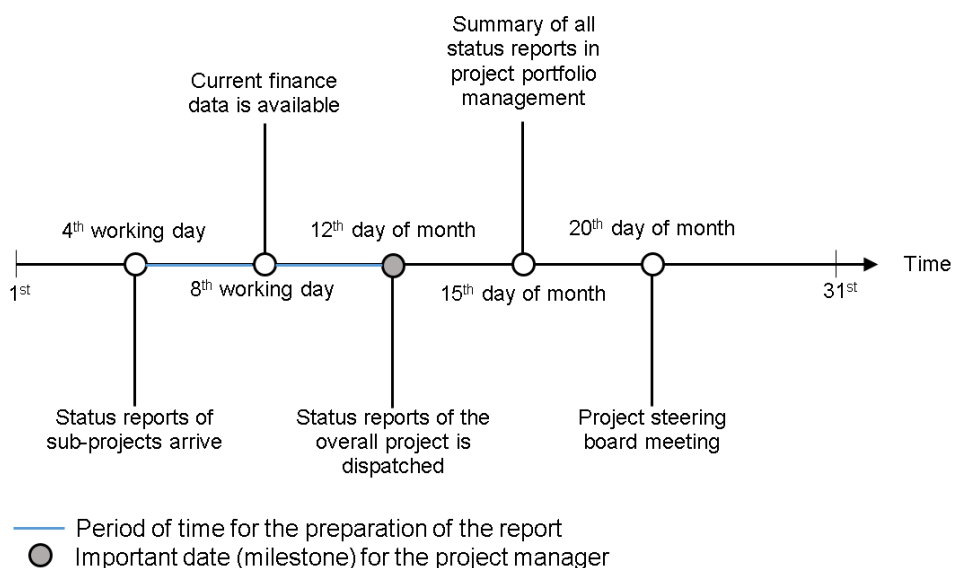 Summary of all
status reports in
project portfolio
management
Current finance
data is available
4th working day
12th day of month
20th day of month
Time
1st
8th working day
15th day of month
31st
Status reports of
sub-projects arrive
Status reports of the
overall project is
dispatched
Project steering
board meeting
Period of time for the preparation of the report
Important date (milestone) for the project manager